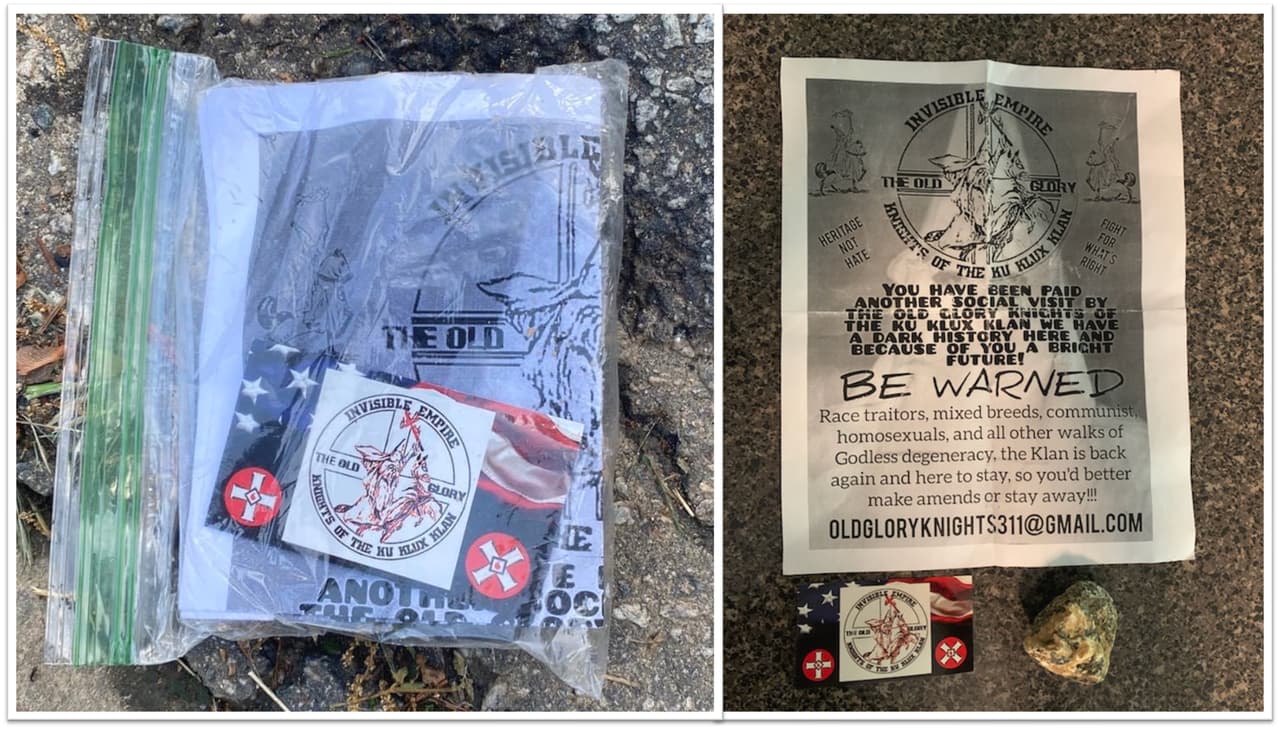 INVISIBLE
THE OLD
INVISIBLE EMPIRE
THE OLD GLORY
KNIGHTS OF THE KU KLUX KLAN
THE OLD
INVISIBLE EMPIRE
THE OLD GLORY
KNIGHTS OF THE KU KLUX KLAN
HERITAGE
NOT
HATE
FIGHT
FOR
WHAT'S
RIGHT
YOU HAVE BEEN PAID
ANOTHER SOCIAL VISIT BY
THE OLD GLORY KNIGHTS OF
THE KU KLUX KLAN WE HAVE
A DARK HISTORY HERE AND
BECAUSE OF YOU A BRIGHT
FUTURE!
BE WARNED
Race traitors, mixed breeds, communist,
homosexuals, and all other walks of
Godless degeneracy, the Klan is back
again and here to stay, so you'd better
make amends or stay away!!!
OLDGLORYKNIGHTS311@GMAIL.COM
INVISIBLE EMPIRE
THE OLD GLORY
KNIGHTS OF THE KU KLUX KLAN